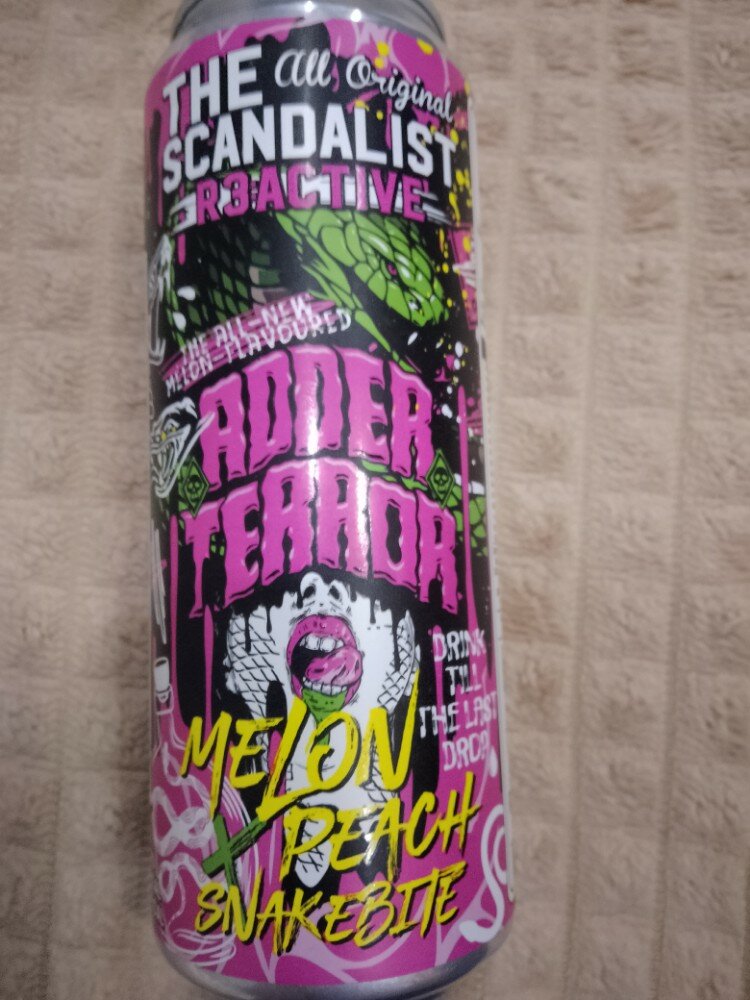 THE All Original
SCANDALIST
R3ACTIVE
THE ALL-NEW
MELON-FLAVOURED
ADDER
TERROR
DRINK
TILL
THE LAST
DROP
MELON
PEACH
SNAKEBITE